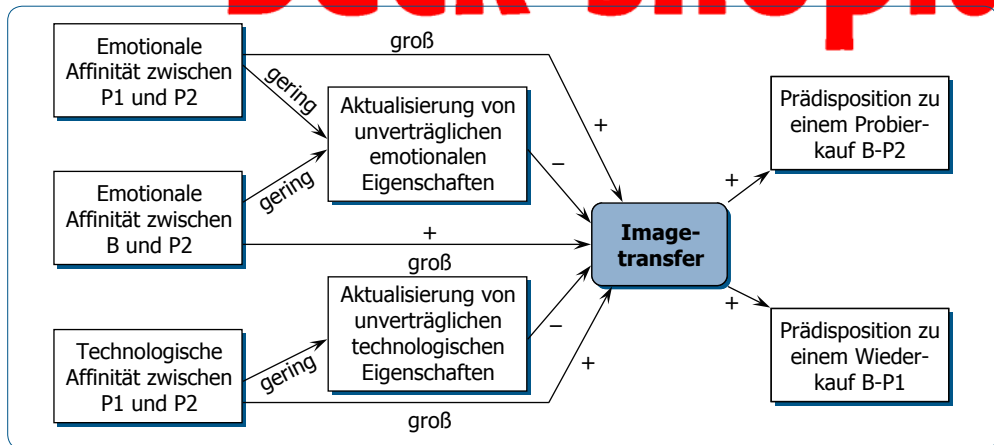 Emotionale
Affinität zwischen
P1 und P2
groß
gering
+
Aktualisierung von
unverträglichen
emotionalen
Eigenschaften
–
Prädisposition zu
einem Probier-
kauf B-P2
Emotionale
Affinität zwischen
B und P2
gering
+
groß
Image-
transfer
+
+
Aktualisierung von
unverträglichen
technologischen
Eigenschaften
–
Technologische
Affinität zwischen
P1 und P2
gering
groß
+
Prädisposition zu
einem Wieder-
kauf B-P1